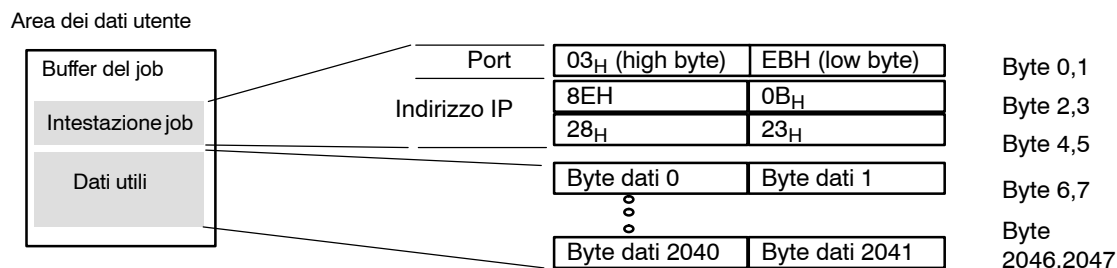 Area dei dati utente
Buffer del job
Intestazione job
Dati utili
Port
Indirizzo IP
03H (high byte) EBH (low byte) Byte 0,1
8EH 0BH Byte 2,3
28H 23H Byte 4,5
Byte dati 0 Byte dati 1 Byte 6,7
Byte dati 2040 Byte dati 2041 Byte
2046.2047